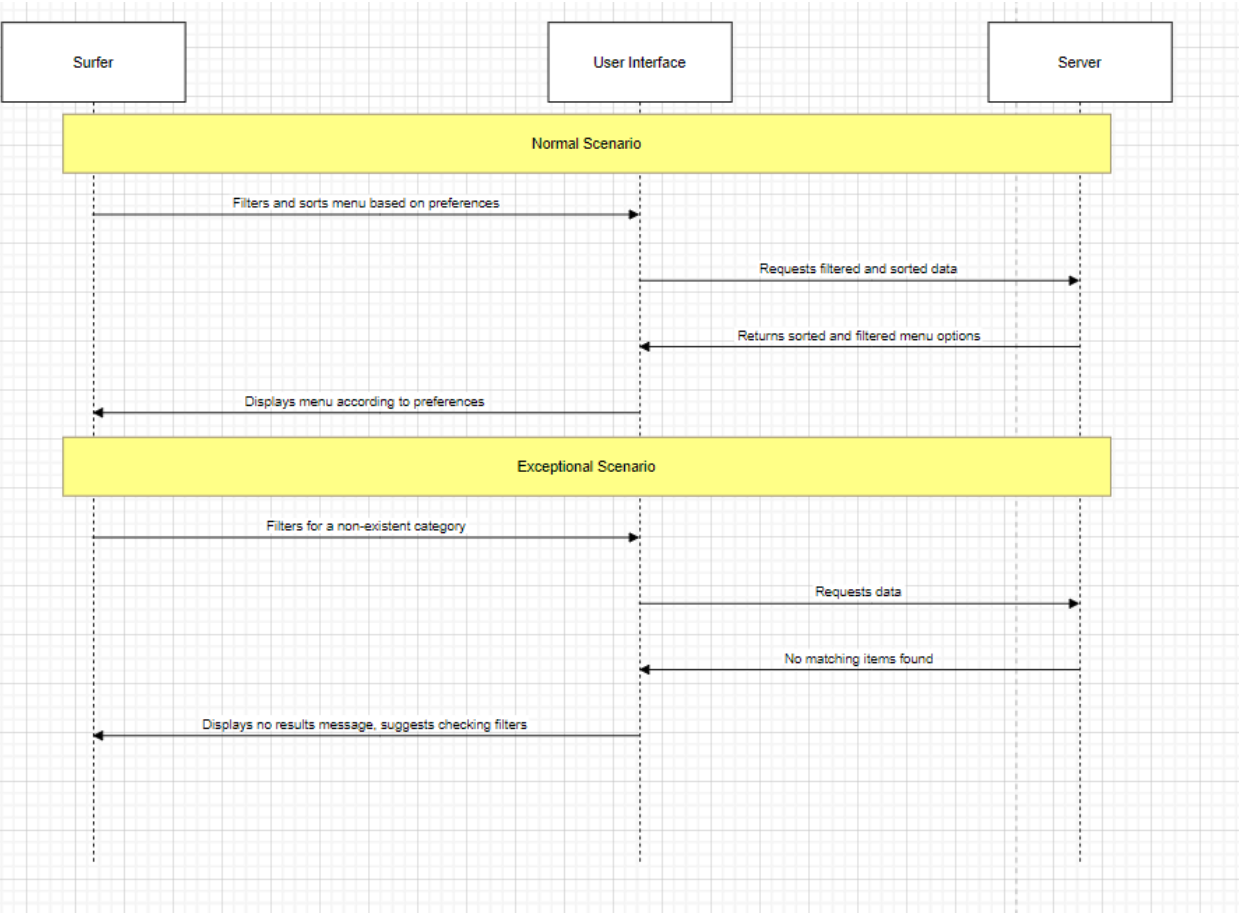 Surfer
User Interface
Server
Normal Scenario
Filters and sorts menu based on preferences
Requests filtered and sorted data
Returns sorted and filtered menu options
Displays menu according to preferences
Exceptional Scenario
Filters for a non-existent category
Requests data
No matching items found
Displays no results message, suggests checking filters